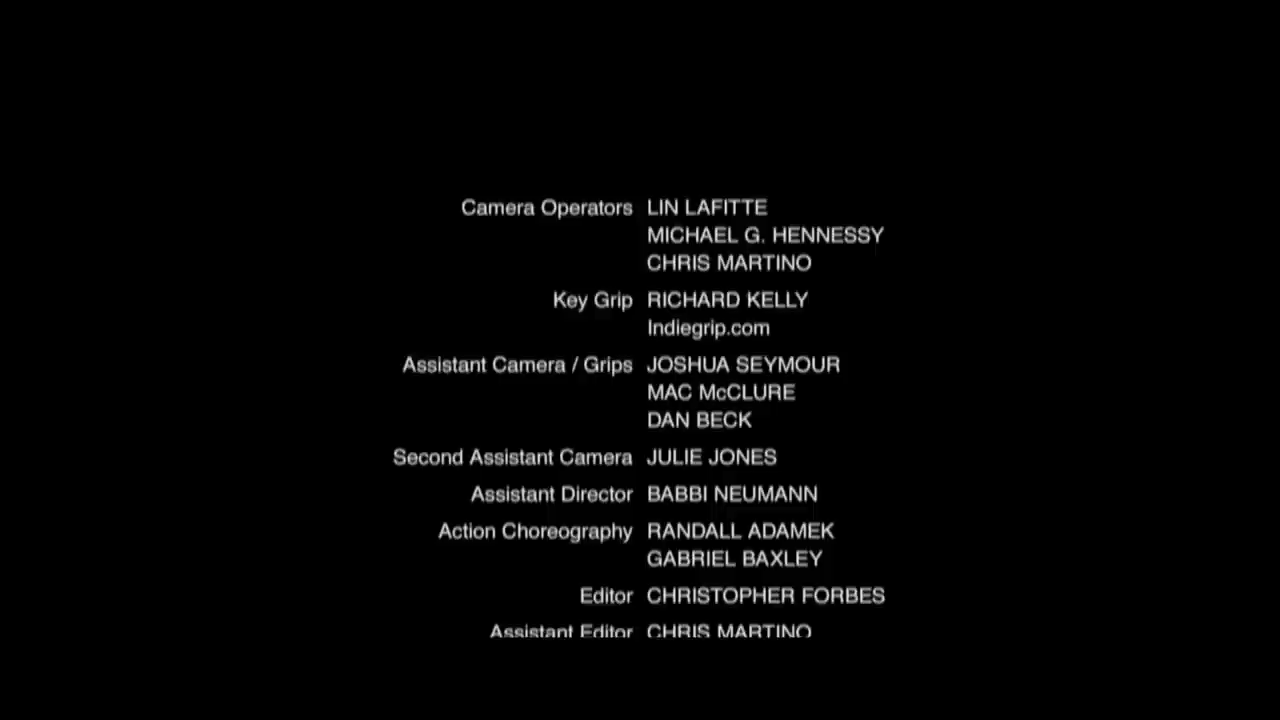 Camera Operators LIN LAFITTE
MICHAEL G. HENNESSY
CHRIS MARTINO
Key Grip RICHARD KELLY
Indiegrip.com
Assistant Camera / Grips JOSHUA SEYMOUR
MAC McCLURE
DAN BECK
Second Assistant Camera JULIE JONES
Assistant Director BABBI NEUMANN
Action Choreography RANDALL ADAMEK
GABRIEL BAXLEY
Editor CHRISTOPHER FORBES
Assistant Editor CHRIS MARTINO